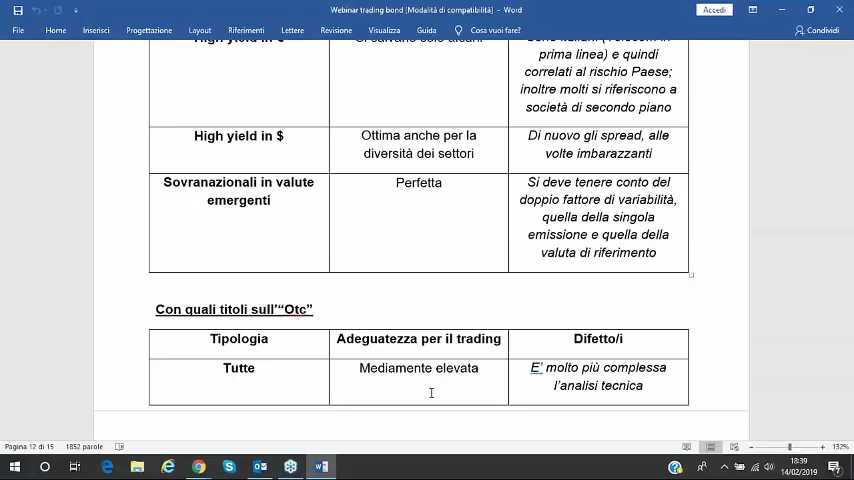 Webinar trading bond [Modalità di compatibilità] - Word
Accedi
File Home Inserisci Progettazione Layout Riferimenti Lettere Revisione Visualizza Guida Cosa vuoi fare? Condividi
prima linea) e quindi
correlati al rischio Paese;
inoltre molti si riferiscono a
società di secondo piano
High yield in $
Ottima anche per la
diversità dei settori
Di nuovo gli spread, alle
volte imbarazzanti
Sovranazionali in valute
emergenti
Perfetta
Si deve tenere conto del
doppio fattore di variabilità,
quella della singola
emissione e quella della
valuta di riferimento
Con quali titoli sull'“Otc”
Tipologia
Adeguatezza per il trading
Difetto/i
Tutte
Mediamente elevata
E' molto più complessa
l'analisi tecnica
Pagina 12 di 15 1852 parole
132%
18:39
14/02/2019